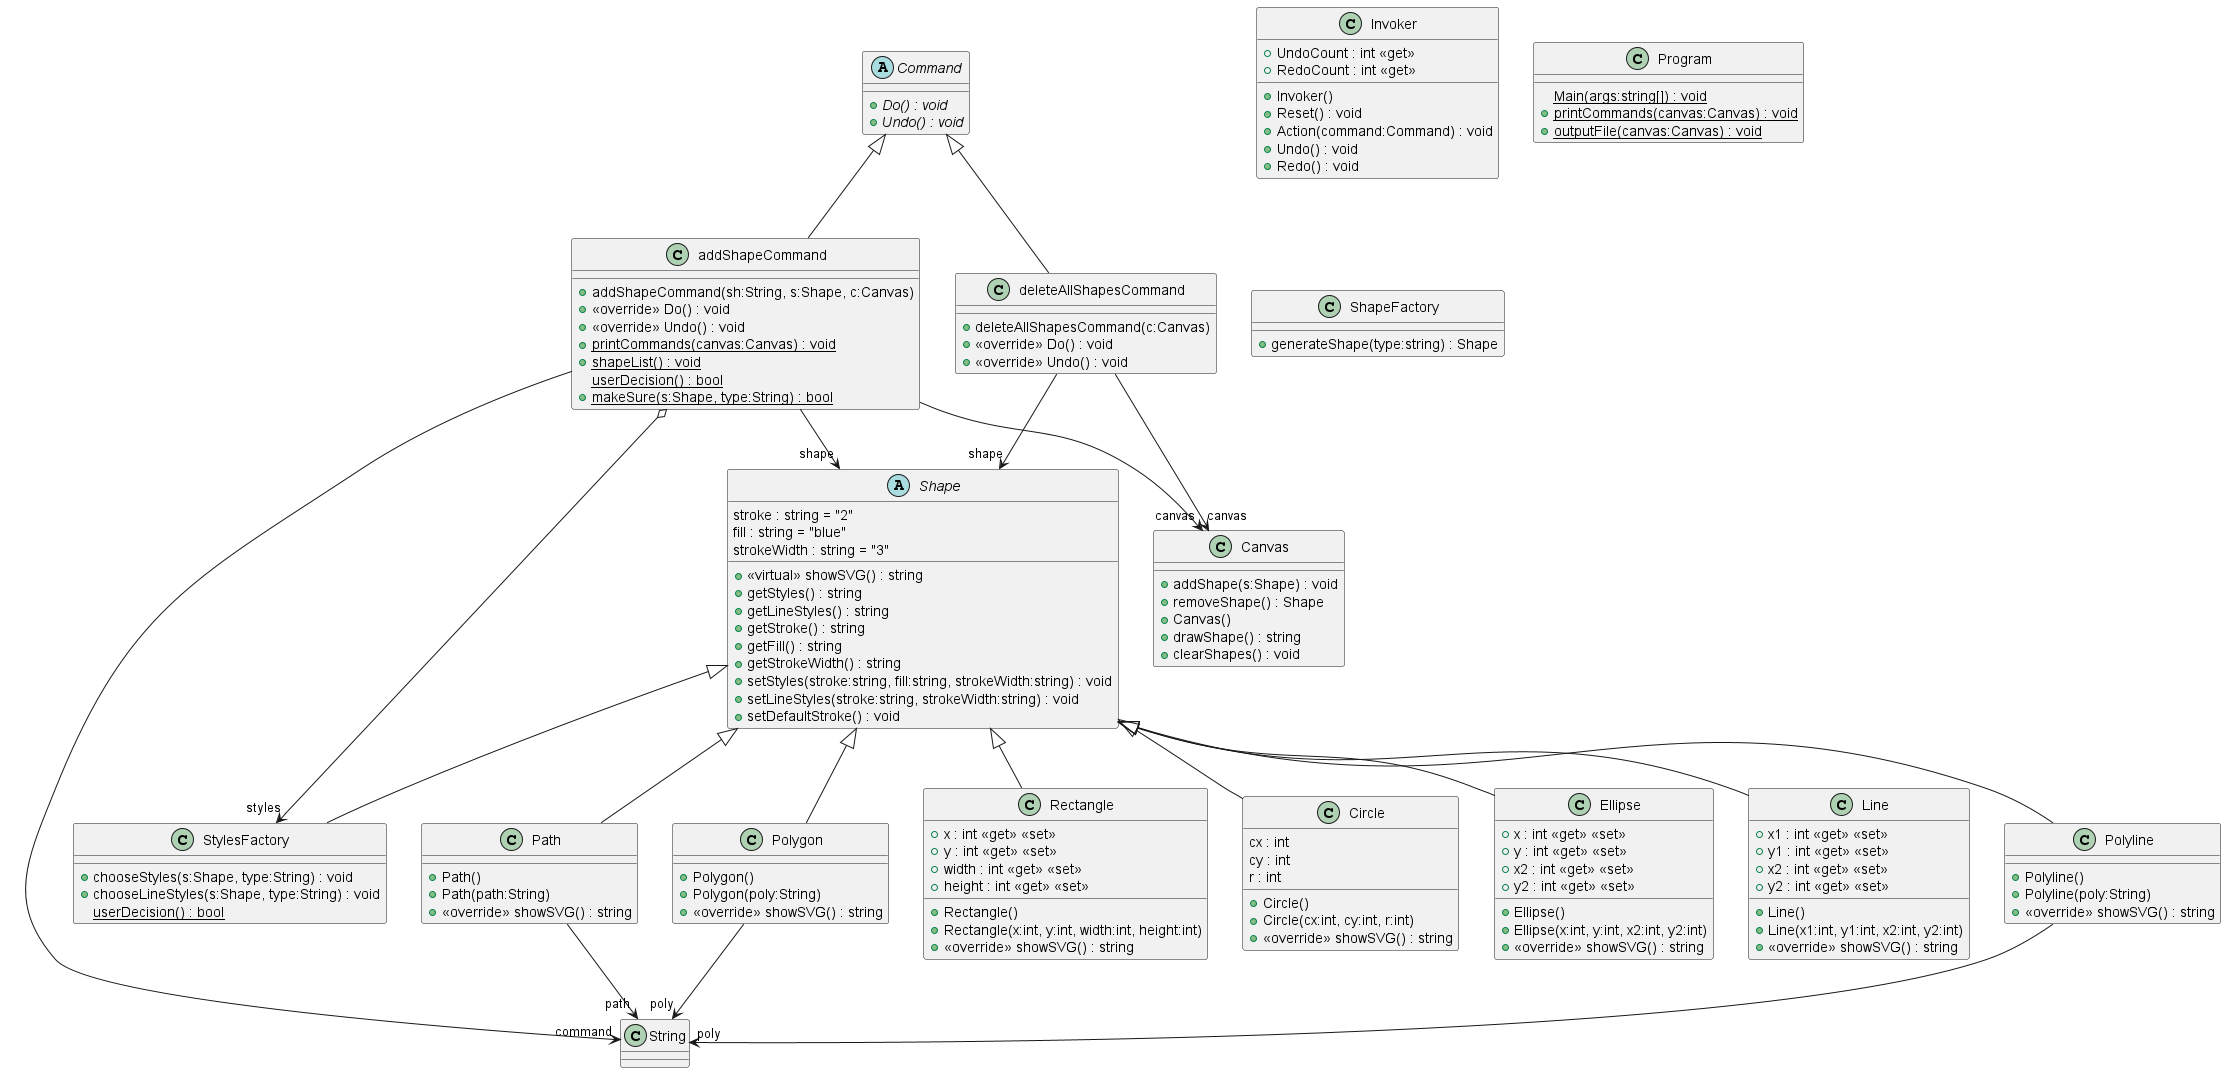 A Command
Do() : void
Undo() : void
C Invoker
UndoCount : int «get»
RedoCount : int «get»
Invoker()
Reset() : void
Action(command:Command) : void
Undo() : void
Redo() : void
C Program
Main(args:string[]) : void
printCommands(canvas:Canvas) : void
outputFile(canvas:Canvas) : void
C addShapeCommand
addShapeCommand(sh:String, s:Shape, c:Canvas)
«override» Do() : void
«override» Undo() : void
printCommands(canvas:Canvas) : void
shapeList() : void
userDecision() : bool
makeSure(s:Shape, type:String) : bool
C deleteAllShapesCommand
deleteAllShapesCommand(c:Canvas)
«override» Do() : void
«override» Undo() : void
C ShapeFactory
generateShape(type:string) : Shape
shape
shape
canvas
canvas
A Shape
stroke : string = "2"
fill : string = "blue"
strokeWidth : string = "3"
«virtual» showSVG() : string
getStyles() : string
getLineStyles() : string
getStroke() : string
getFill() : string
getStrokeWidth() : string
setStyles(stroke:string, fill:string, strokeWidth:string) : void
setLineStyles(stroke:string, strokeWidth:string) : void
setDefaultStroke() : void
C Canvas
addShape(s:Shape) : void
removeShape() : Shape
Canvas()
drawShape() : string
clearShapes() : void
styles
C StylesFactory
chooseStyles(s:Shape, type:String) : void
chooseLineStyles(s:Shape, type:String) : void
userDecision() : bool
C Path
Path()
Path(path:String)
«override» showSVG() : string
C Polygon
Polygon()
Polygon(poly:String)
«override» showSVG() : string
C Rectangle
x : int «get» «set»
y : int «get» «set»
width : int «get» «set»
height : int «get» «set»
Rectangle()
Rectangle(x:int, y:int, width:int, height:int)
«override» showSVG() : string
C Circle
cx : int
cy : int
r : int
Circle()
Circle(cx:int, cy:int, r:int)
«override» showSVG() : string
C Ellipse
x : int «get» «set»
y : int «get» «set»
x2 : int «get» «set»
y2 : int «get» «set»
Ellipse()
Ellipse(x:int, y:int, x2:int, y2:int)
«override» showSVG() : string
C Line
x1 : int «get» «set»
y1 : int «get» «set»
x2 : int «get» «set»
y2 : int «get» «set»
Line()
Line(x1:int, y1:int, x2:int, y2:int)
«override» showSVG() : string
C Polyline
Polyline()
Polyline(poly:String)
«override» showSVG() : string
path
poly
command
poly
C String